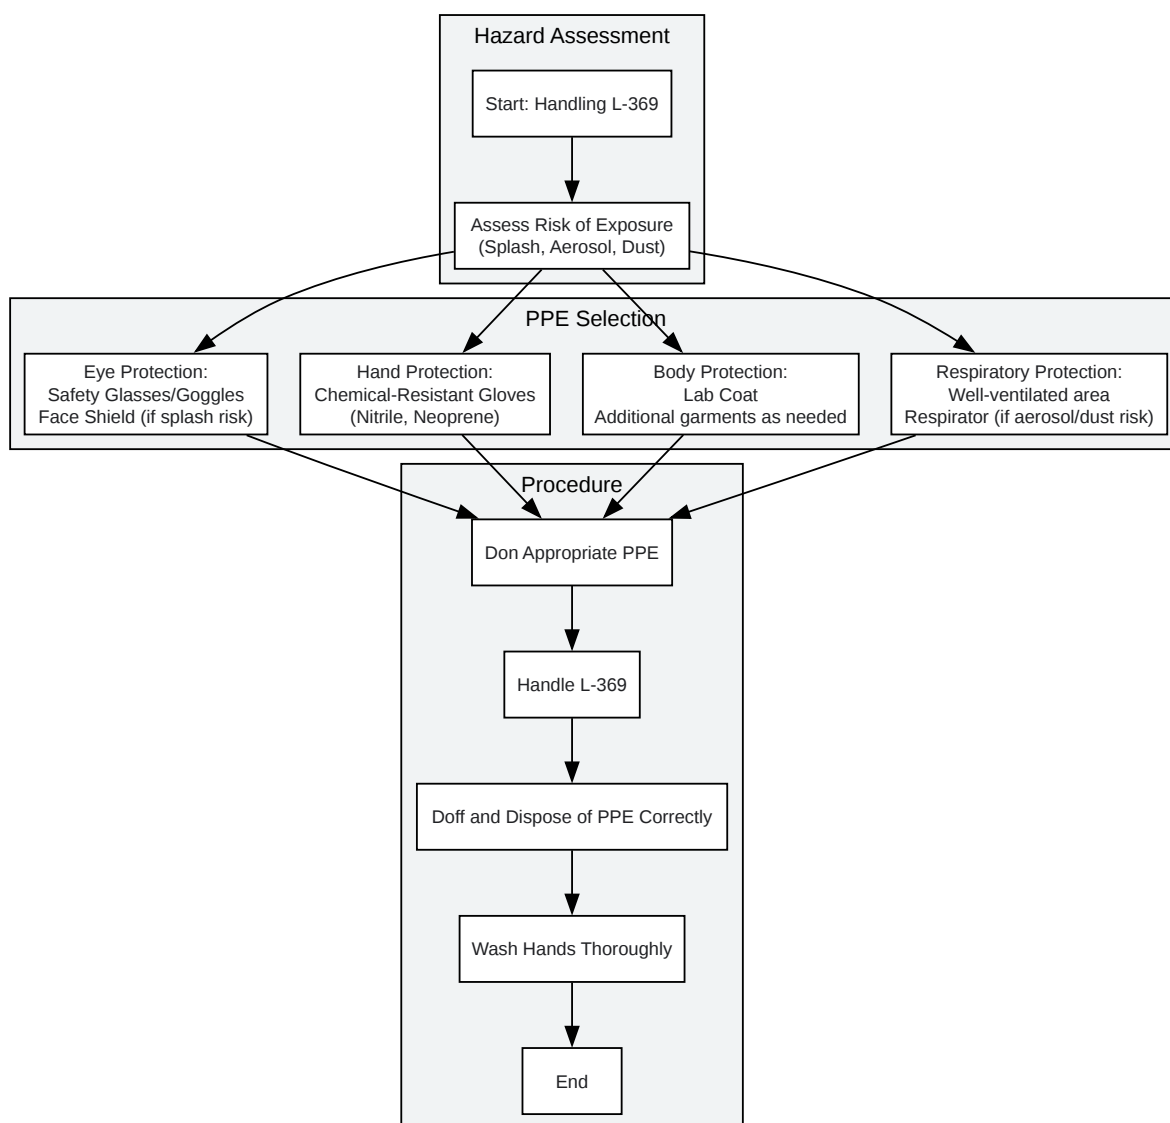 Hazard Assessment
Start: Handling L-369
Assess Risk of Exposure
(Splash, Aerosol, Dust)
PPE Selection
Eye Protection:
Safety Glasses/Goggles
Face Shield (if splash risk)
Hand Protection:
Chemical-Resistant Gloves
(Nitrile, Neoprene)
Body Protection:
Lab Coat
Additional garments as needed
Respiratory Protection:
Well-ventilated area
Respirator (if aerosol/dust risk)
Procedure
Don Appropriate PPE
Handle L-369
Doff and Dispose of PPE Correctly
Wash Hands Thoroughly
End